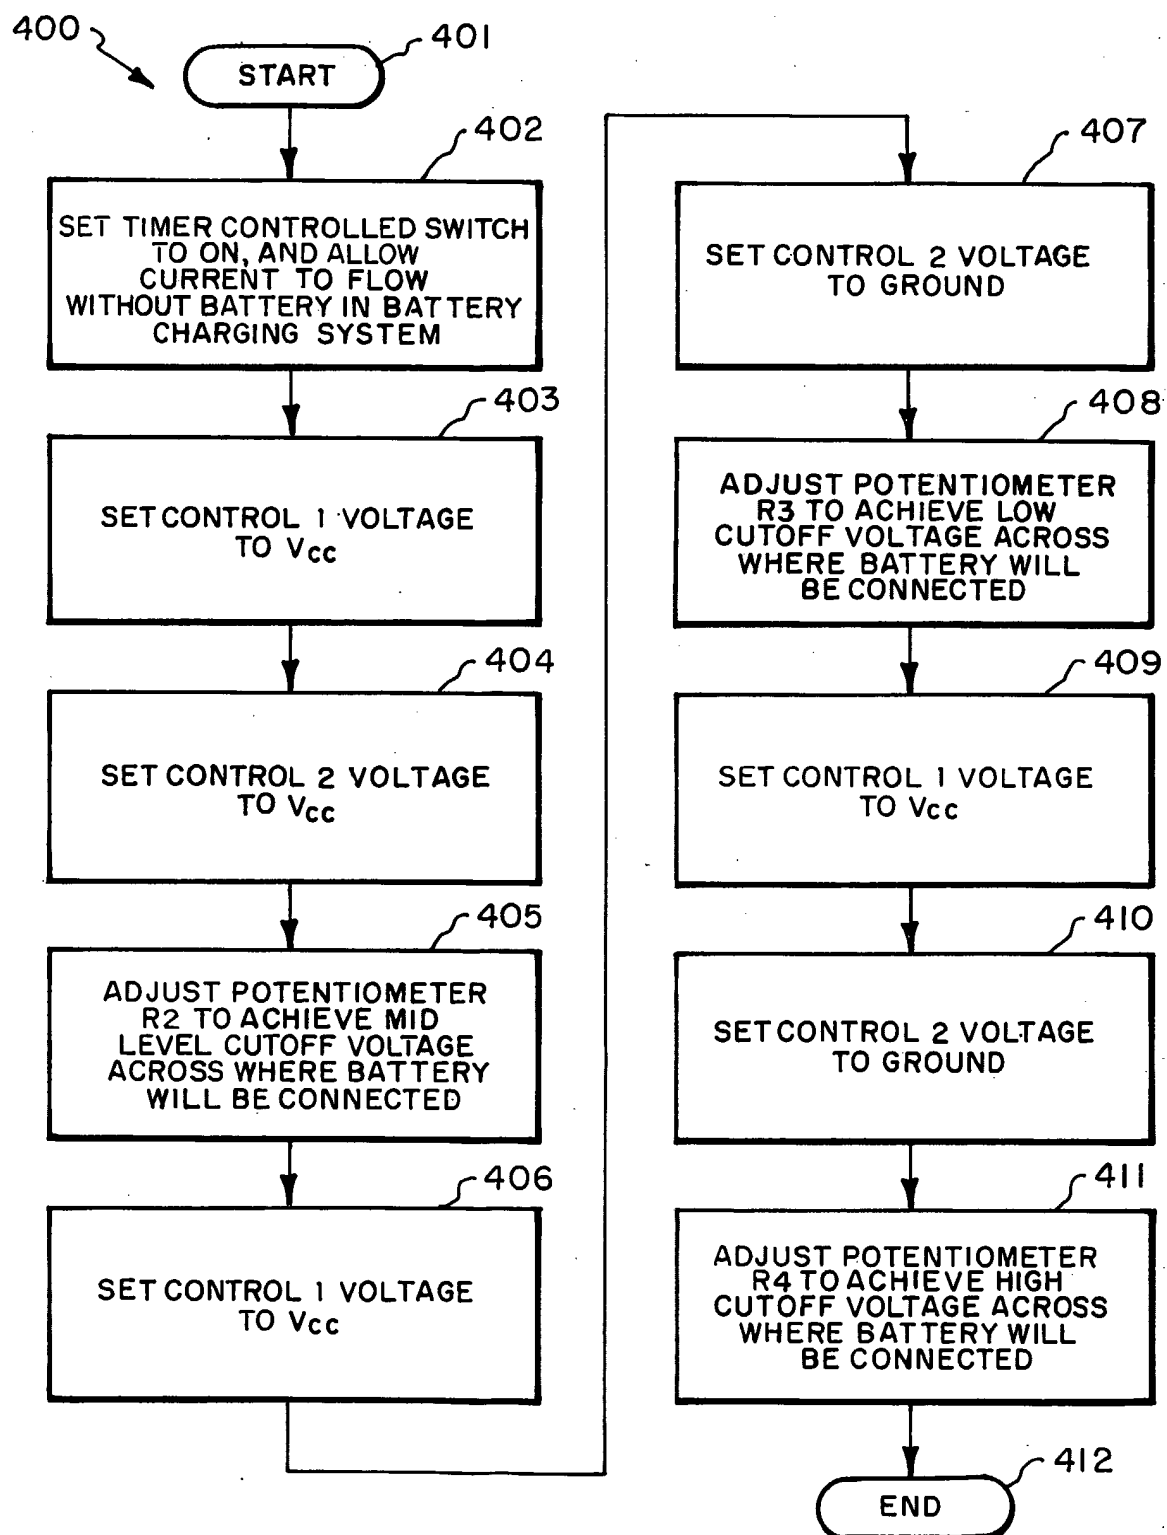 400
401
START
402
SET TIMER CONTROLLED SWITCH
TO ON, AND ALLOW
CURRENT TO FLOW
WITHOUT BATTERY IN BATTERY
CHARGING SYSTEM
403
SET CONTROL 1 VOLTAGE
TO Vcc
404
SET CONTROL 2 VOLTAGE
TO Vcc
405
ADJUST POTENTIOMETER
R2 TO ACHIEVE MID
LEVEL CUTOFF VOLTAGE
ACROSS WHERE BATTERY
WILL BE CONNECTED
406
SET CONTROL 1 VOLTAGE
TO Vcc
407
SET CONTROL 2 VOLTAGE
TO GROUND
408
ADJUST POTENTIOMETER
R3 TO ACHIEVE LOW
CUTOFF VOLTAGE ACROSS
WHERE BATTERY WILL
BE CONNECTED
409
SET CONTROL 1 VOLTAGE
TO Vcc
410
SET CONTROL 2 VOLTAGE
TO GROUND
411
ADJUST POTENTIOMETER
R4 TO ACHIEVE HIGH
CUTOFF VOLTAGE ACROSS
WHERE BATTERY WILL
BE CONNECTED
412
END